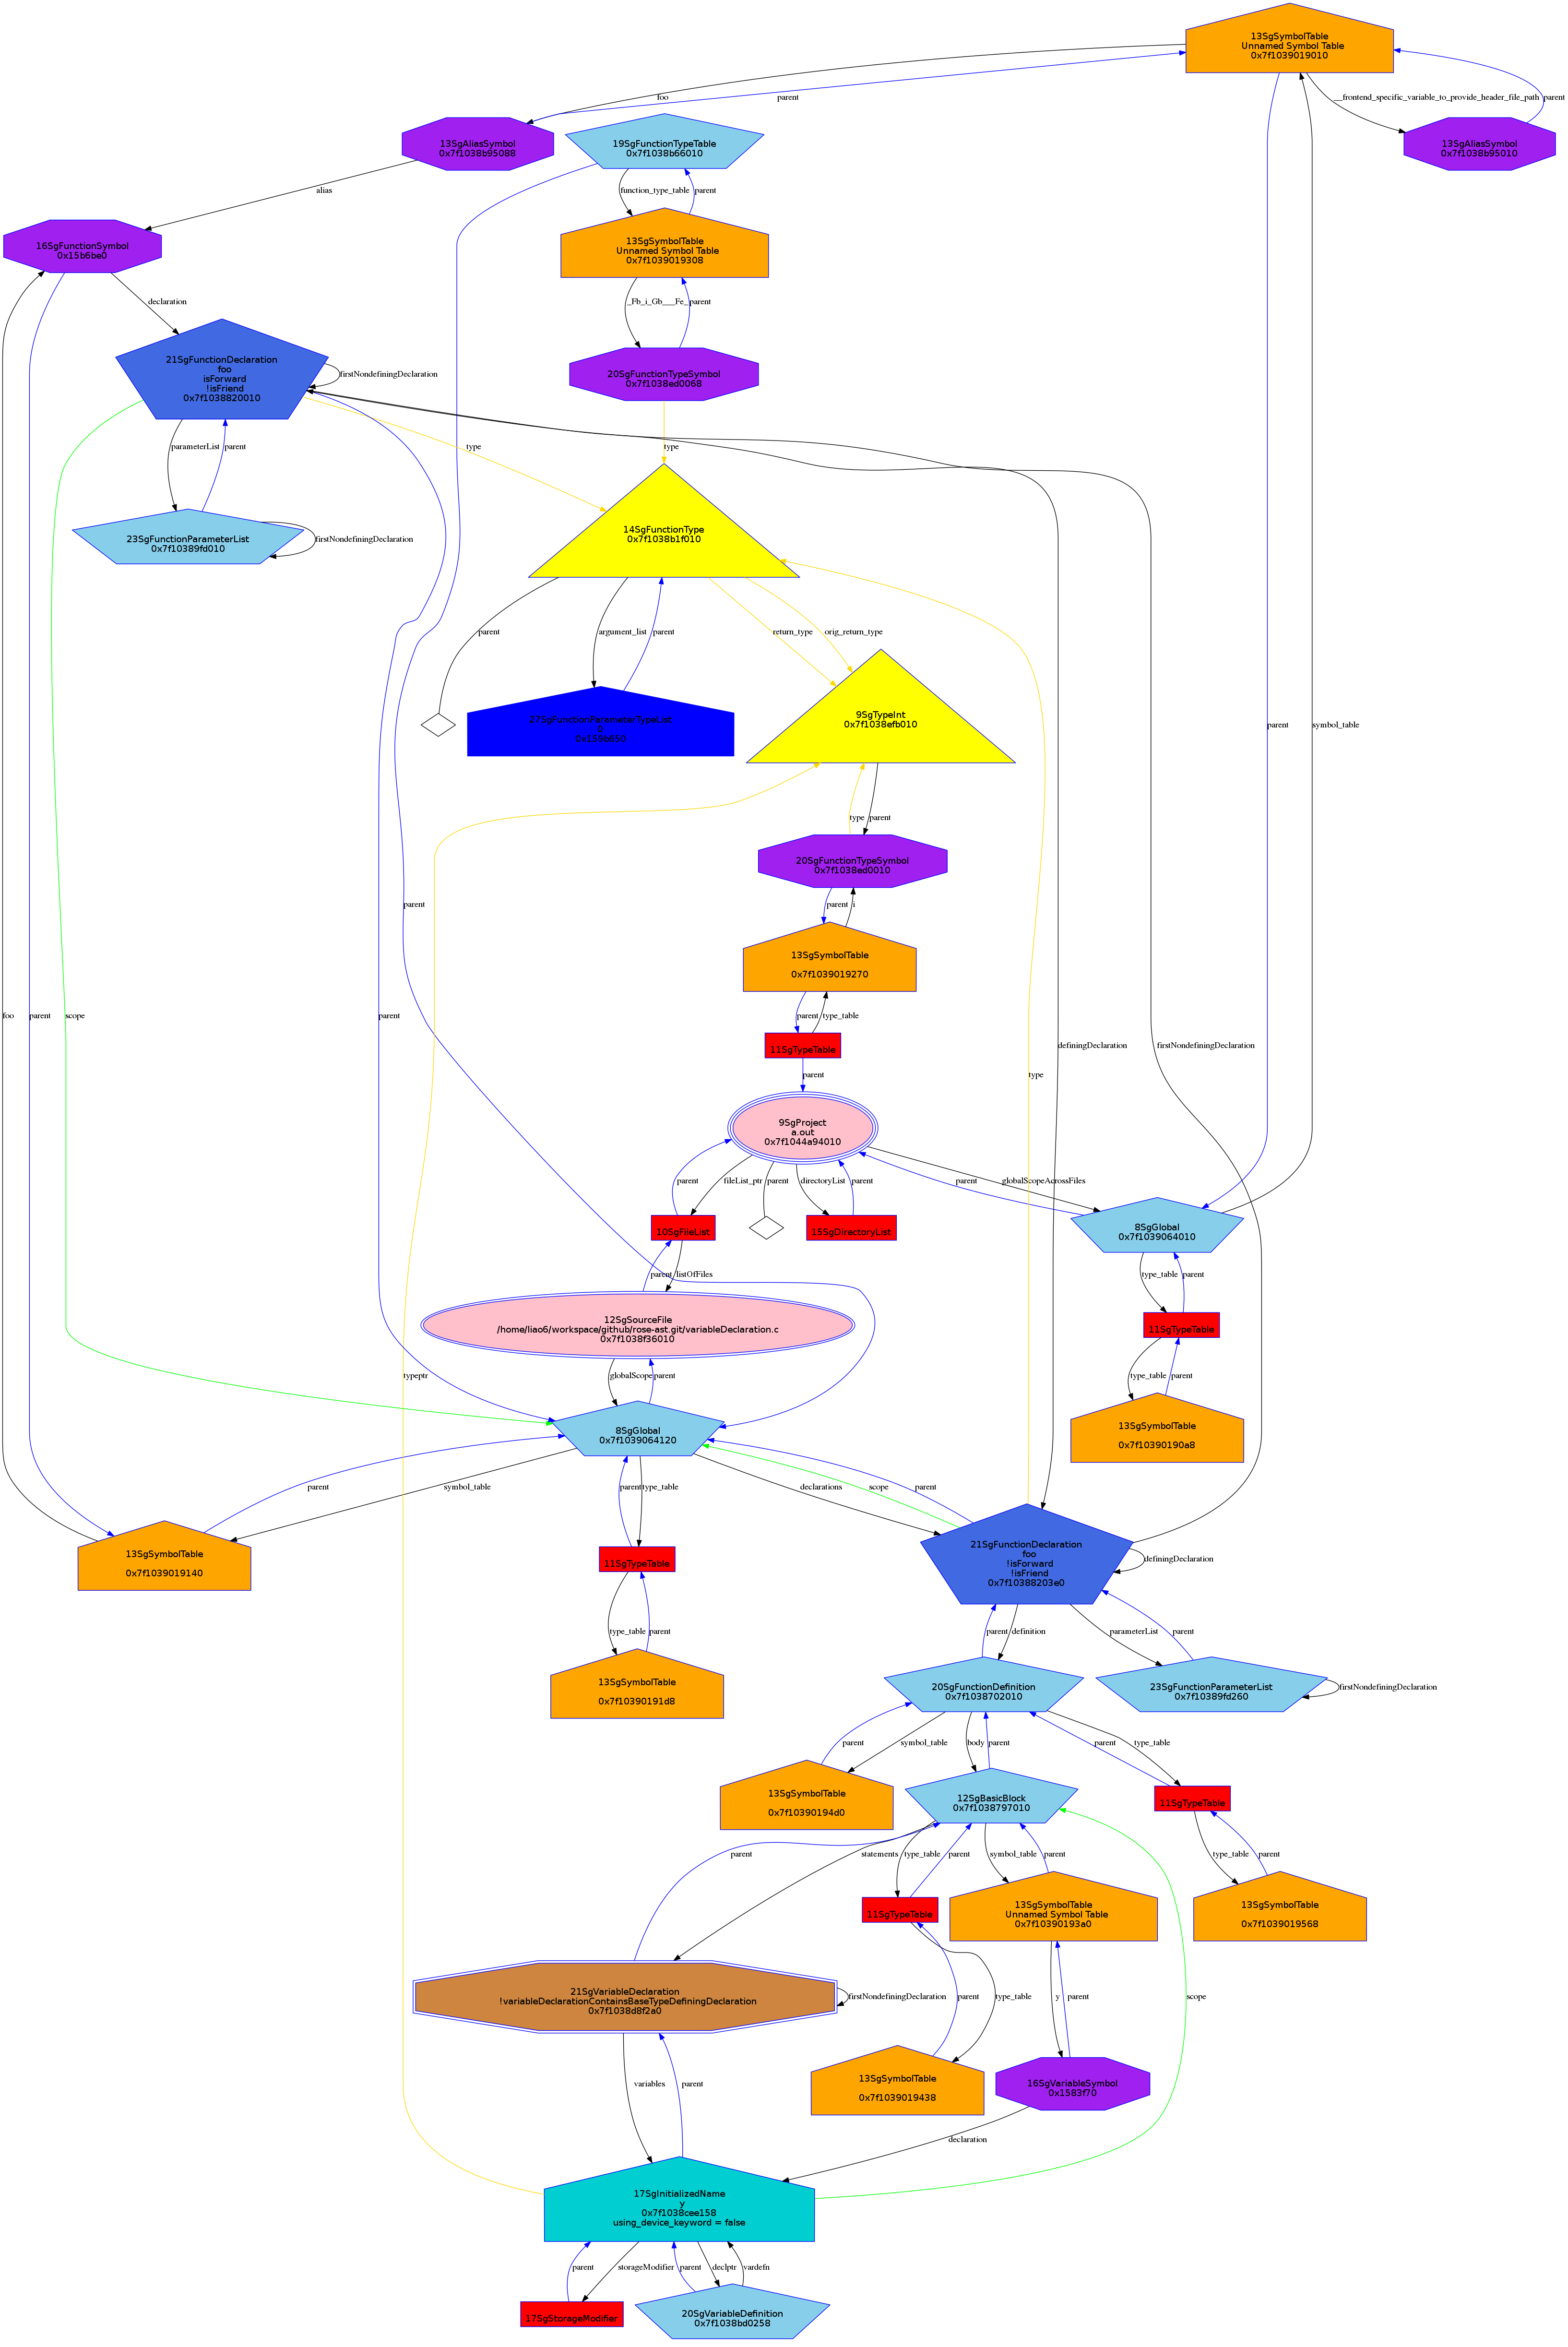 13SgSymbolTable
Unnamed Symbol Table
0x7f1039019010
foo
parent
__frontend_specific_variable_to_provide_header_file_path
parent
13SgAliasSymbol
0x7f1038b95088
19SgFunctionTypeTable
0x7f1038b66010
13SgAliasSymbol
0x7f1038b95010
alias
function_type_table
parent
16SgFunctionSymbol
0x15b6be0
13SgSymbolTable
Unnamed Symbol Table
0x7f1039019308
declaration
_Fb_i_Gb___Fe_
parent
21SgFunctionDeclaration
foo
isForward
!isFriend
0x7f1038820010
firstNondefiningDeclaration
20SgFunctionTypeSymbol
0x7f1038ed0068
parameterList
parent
type
type
23SgFunctionParameterList
0x7f10389fd010
firstNondefiningDeclaration
14SgFunctionType
0x7f1038b1f010
parent
argument_list
parent
return_type
orig_return_type
27SgFunctionParameterTypeList
0
9SgTypeInt
0x7f1038efb010
parent
symbol_table
type
parent
20SgFunctionTypeSymbol
0x7f1038ed0010
parent
parent
i
13SgSymbolTable
0x7f1039019270
foo
parent
scope
parent
parent
type_table
11SgTypeTable
definingDeclaration
firstNondefiningDeclaration
type
parent
9SgProject
a.out
0x7f1044a94010
parent
fileList_ptr
parent
directoryList
parent
parent
globalScopeAcrossFiles
10SgFileList
15SgDirectoryList
8SgGlobal
0x7f1039064010
parent
listOfFiles
type_table
parent
12SgSourceFile
/home/liao6/workspace/github/rose-ast.git/variableDeclaration.c
0x7f1038f36010
11SgTypeTable
typeptr
globalScope
parent
type_table
parent
8SgGlobal
0x7f1039064120
13SgSymbolTable
0x7f10390190a8
parent
symbol_table
parent
type_table
declarations
scope
parent
13SgSymbolTable
0x7f1039019140
11SgTypeTable
21SgFunctionDeclaration
foo
!isForward
!isFriend
0x7f10388203e0
definingDeclaration
type_table
parent
parent
definition
parameterList
parent
13SgSymbolTable
0x7f10390191d8
20SgFunctionDefinition
0x7f1038702010
23SgFunctionParameterList
0x7f10389fd260
firstNondefiningDeclaration
parent
symbol_table
body
parent
parent
type_table
13SgSymbolTable
0x7f10390194d0
12SgBasicBlock
0x7f1038797010
11SgTypeTable
parent
statements
type_table
parent
symbol_table
parent
type_table
parent
11SgTypeTable
13SgSymbolTable
Unnamed Symbol Table
0x7f10390193a0
13SgSymbolTable
0x7f1039019568
21SgVariableDeclaration
!variableDeclarationContainsBaseTypeDefiningDeclaration
0x7f1038d8f2a0
firstNondefiningDeclaration
parent
type_table
y
parent
scope
variables
parent
13SgSymbolTable
0x7f1039019438
16SgVariableSymbol
0x1583f70
declaration
17SgInitializedName
y
0x7f1038cee158
using_device_keyword = false
parent
storageModifier
parent
declptr
vardefn
17SgStorageModifier
20SgVariableDefinition
0x7f1038bd0258